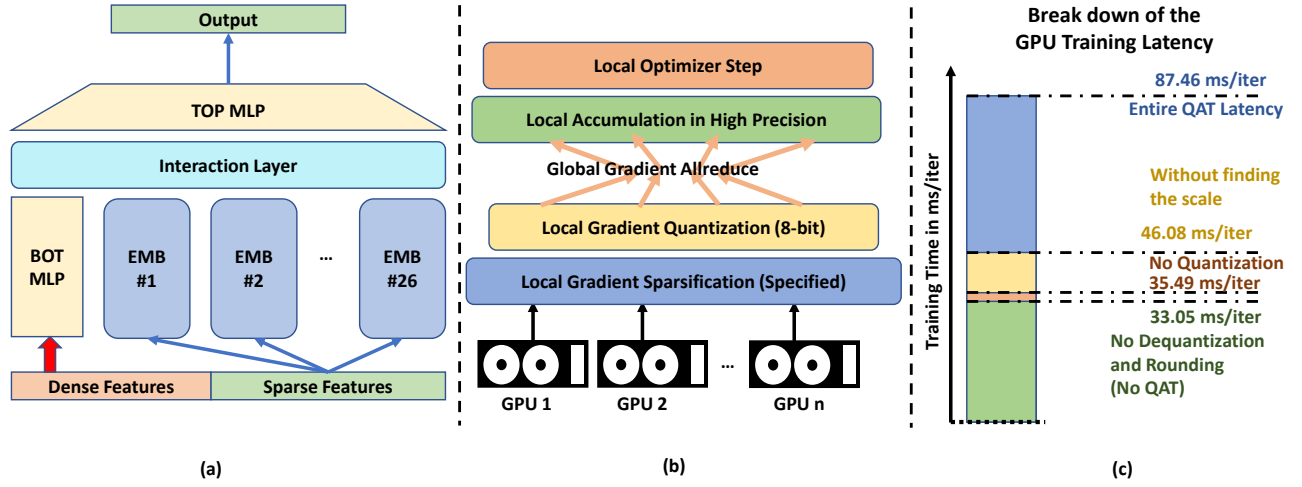 Output
TOP MLP
Interaction Layer
BOT
MLP
EMB
#1
EMB
#2
...
EMB
#26
Dense Features
Sparse Features
(a)
Local Optimizer Step
Local Accumulation in High Precision
Global Gradient Allreduce
Local Gradient Quantization (8-bit)
Local Gradient Sparsification (Specified)
...
GPU 1
GPU 2
GPU n
(b)
Break down of the
GPU Training Latency
Training Time in ms/iter
87.46 ms/iter
Entire QAT Latency
Without finding
the scale
46.08 ms/iter
No Quantization
35.49 ms/iter
33.05 ms/iter
No Dequantization
and Rounding
(No QAT)
(c)